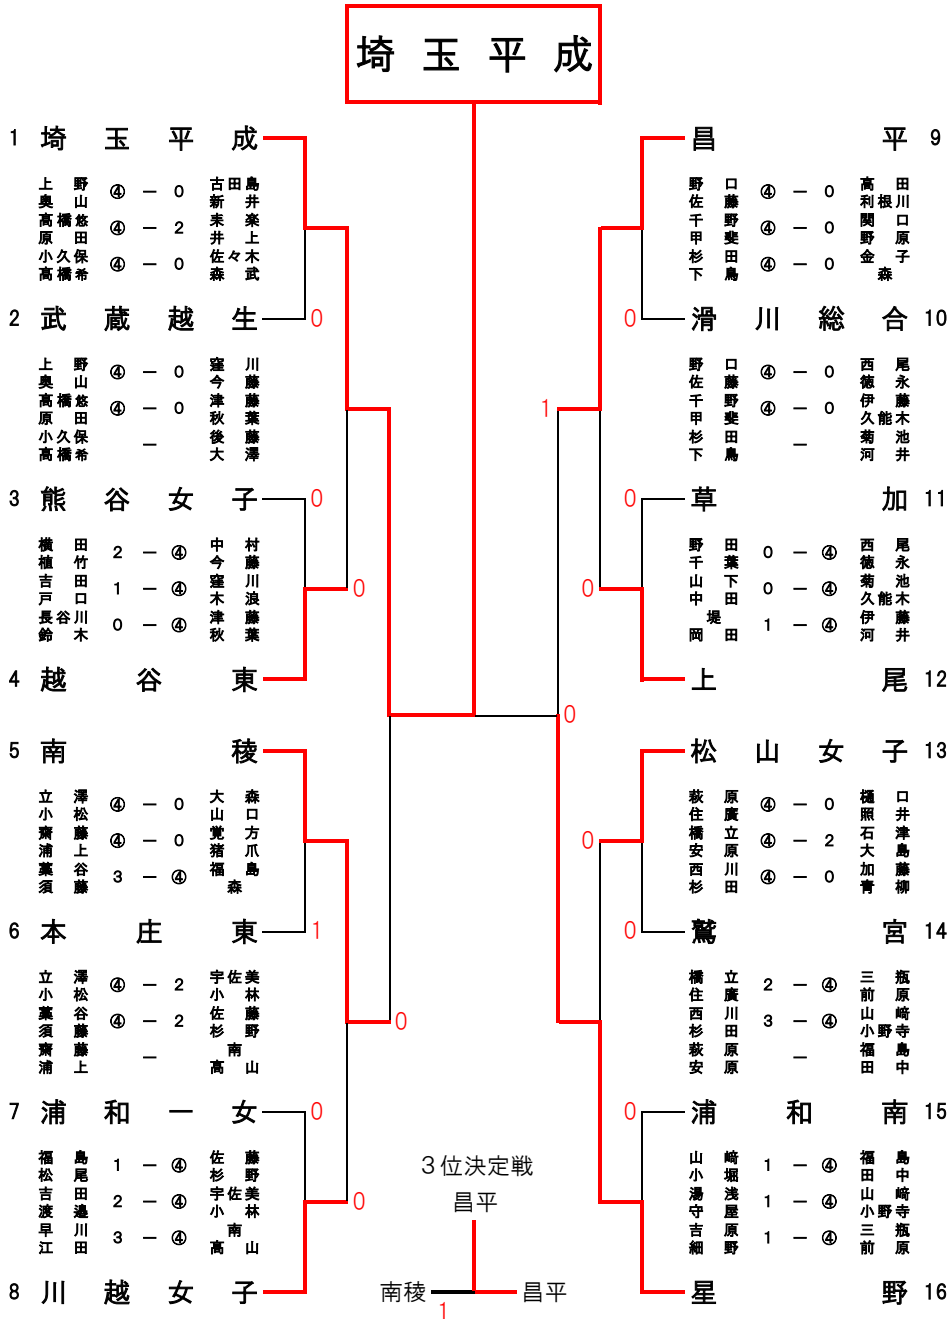 埼玉平成
1 埼玉平成
上野 ④ － 0 古田島
奥山 新井
高橋悠 ④ － 2 耒楽
原田 井上
小久保 ④ － 0 佐々木
高橋希 森武
2 武蔵越生 0
上野 ④ － 0 窪川
奥山 今藤
高橋悠 ④ － 0 津藤
原田 秋葉
小久保 － 後藤
高橋希 大澤
3 熊谷女子 0
横田 2 － ④ 中村
植竹 今藤
吉田 1 － ④ 窪川
戸口 木浪
長谷川 0 － ④ 津藤
鈴木 秋葉
0
4 越谷東
5 南稜
立澤 ④ － 0 大森
小松 山口
齋藤 ④ － 0 覚方
浦上 猪爪
葉谷 3 － ④ 福島
須藤 森
6 本庄東 1
立澤 ④ － 2 宇佐美
小松 小林
葉谷 ④ － 2 佐藤
須藤 杉野
齋藤 － 南
浦上 高山
0
7 浦和一女 0
福島 1 － ④ 佐藤
松尾 杉野
吉田 2 － ④ 宇佐美
渡邉 小林
早川 3 － ④ 南
江田 高山
0
8 川越女子
昌平 9
野口 ④ － 0 高田
佐藤 利根川
千野 ④ － 0 関口
甲斐 野原
杉田 ④ － 0 金子
下鳥 森
0 滑川総合 10
野口 ④ － 0 西尾
佐藤 徳永
千野 ④ － 0 伊藤
甲斐 久能木
杉田 － 菊池
下鳥 河井
1
0 草加 11
野田 0 － ④ 西尾
千葉 徳永
山下 0 － ④ 菊池
中田 久能木
堤 1 － ④ 伊藤
岡田 河井
0
上尾 12
0
松山女子 13
萩原 ④ － 0 樋口
住廣 照井
橋立 ④ － 2 石津
安原 大島
西川 ④ － 0 加藤
杉田 青柳
0
0 鷲宮 14
橋立 2 － ④ 三瓶
住廣 前原
西川 3 － ④ 山﨑
杉田 小野寺
萩原 － 福島
安原 田中
0 浦和南 15
山﨑 1 － ④ 福島
小堀 田中
湯浅 1 － ④ 山﨑
守屋 小野寺
吉原 1 － ④ 三瓶
細野 前原
星野 16
３位決定戦
昌平
南稜 昌平
1